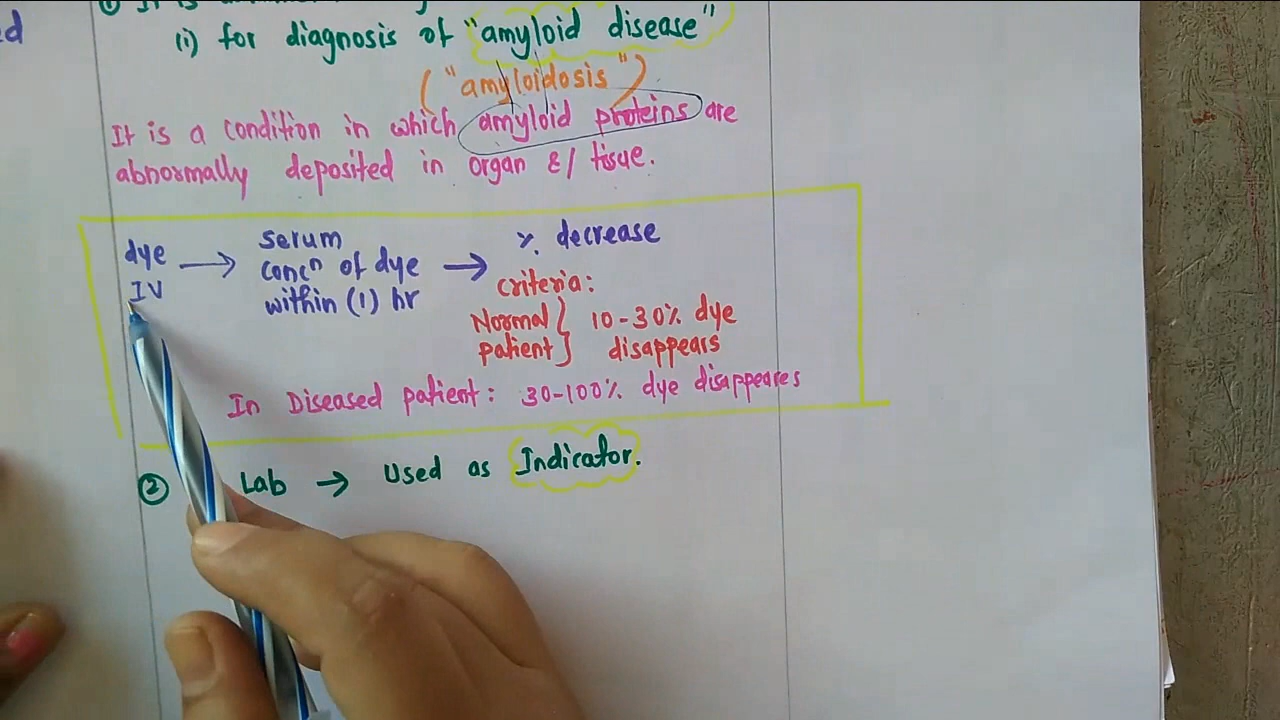 ed
(i) for diagnosis of "amyloid disease"
("amyloidosis")
It is a condition in which amyloid proteins are
abnormally deposited in organ &/ tissue.
dye
IV
→ serum
concⁿ of dye
within (1) hr
→ % decrease
criteria:
Normal } 10-30% dye
patient } disappears
In Diseased patient: 30-100% dye disappeares
② Lab → Used as Indicator.